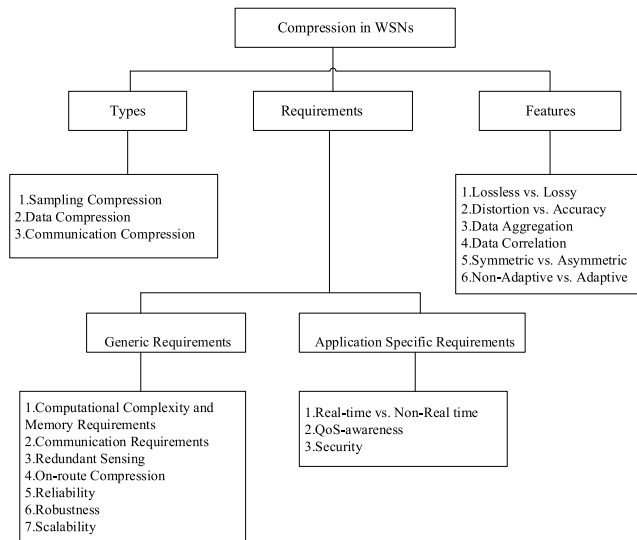 Compression in WSNs
Types
Requirements
Features
1.Sampling Compression
2.Data Compression
3.Communication Compression
1.Lossless vs. Lossy
2.Distortion vs. Accuracy
3.Data Aggregation
4.Data Correlation
5.Symmetric vs. Asymmetric
6.Non-Adaptive vs. Adaptive
Generic Requirements
Application Specific Requirements
1.Computational Complexity and
Memory Requirements
2.Communication Requirements
3.Redundant Sensing
4.On-route Compression
5.Reliability
6.Robustness
7.Scalability
1.Real-time vs. Non-Real time
2.QoS-awareness
3.Security